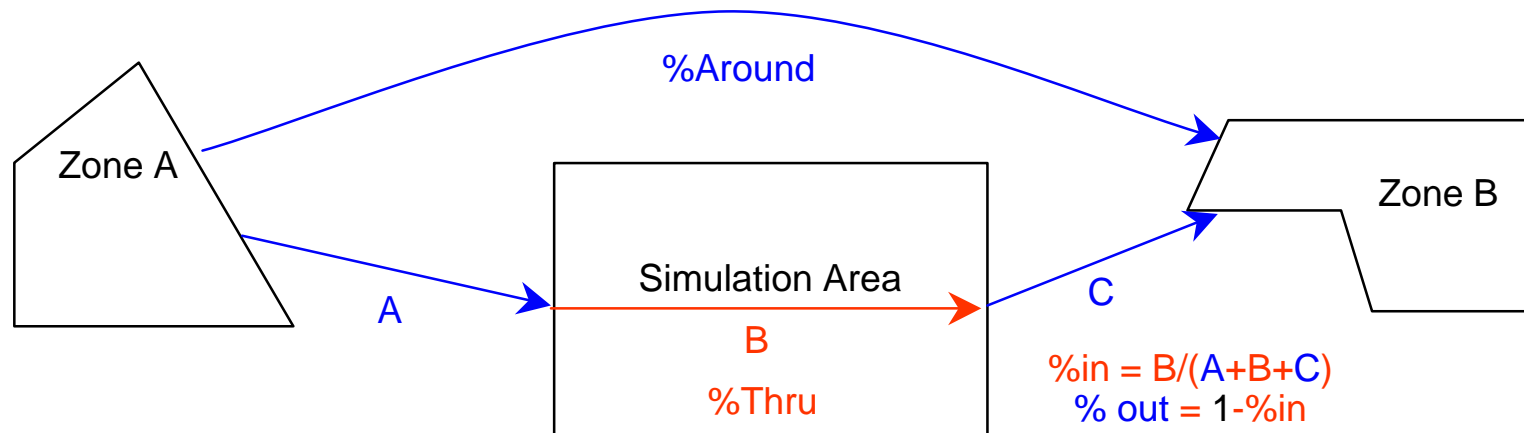 %Around
Zone A
Zone B
Simulation Area
A
C
B
%in = B/(A+B+C)
%Thru
% out = 1-%in